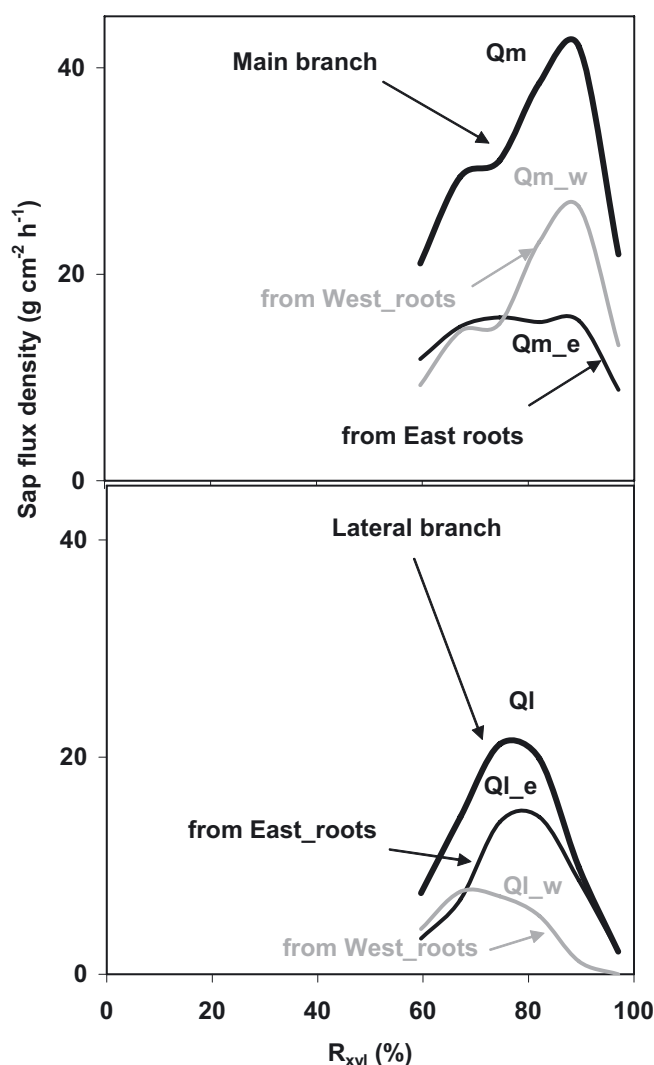 Sap flux density (g cm⁻² h⁻¹)
40
20
0
Qm
Main branch
Qm_w
from West_roots
Qm_e
from East roots
40
20
0
Lateral branch
Ql
Ql_e
from East_roots
Ql_w
from West_roots
0 20 40 60 80 100
Rxyl (%)